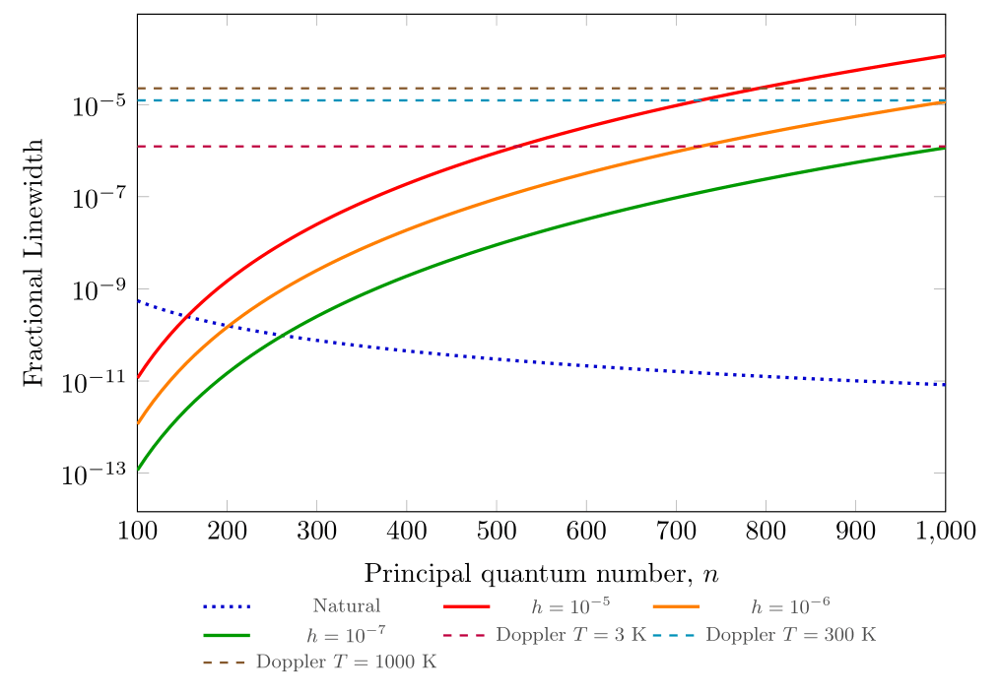 Fractional Linewidth
10⁻⁵
10⁻⁷
10⁻⁹
10⁻¹¹
10⁻¹³
100 200 300 400 500 600 700 800 900 1,000
Principal quantum number, n
Natural h = 10⁻⁵ h = 10⁻⁶
h = 10⁻⁷ Doppler T = 3 K Doppler T = 300 K
Doppler T = 1000 K